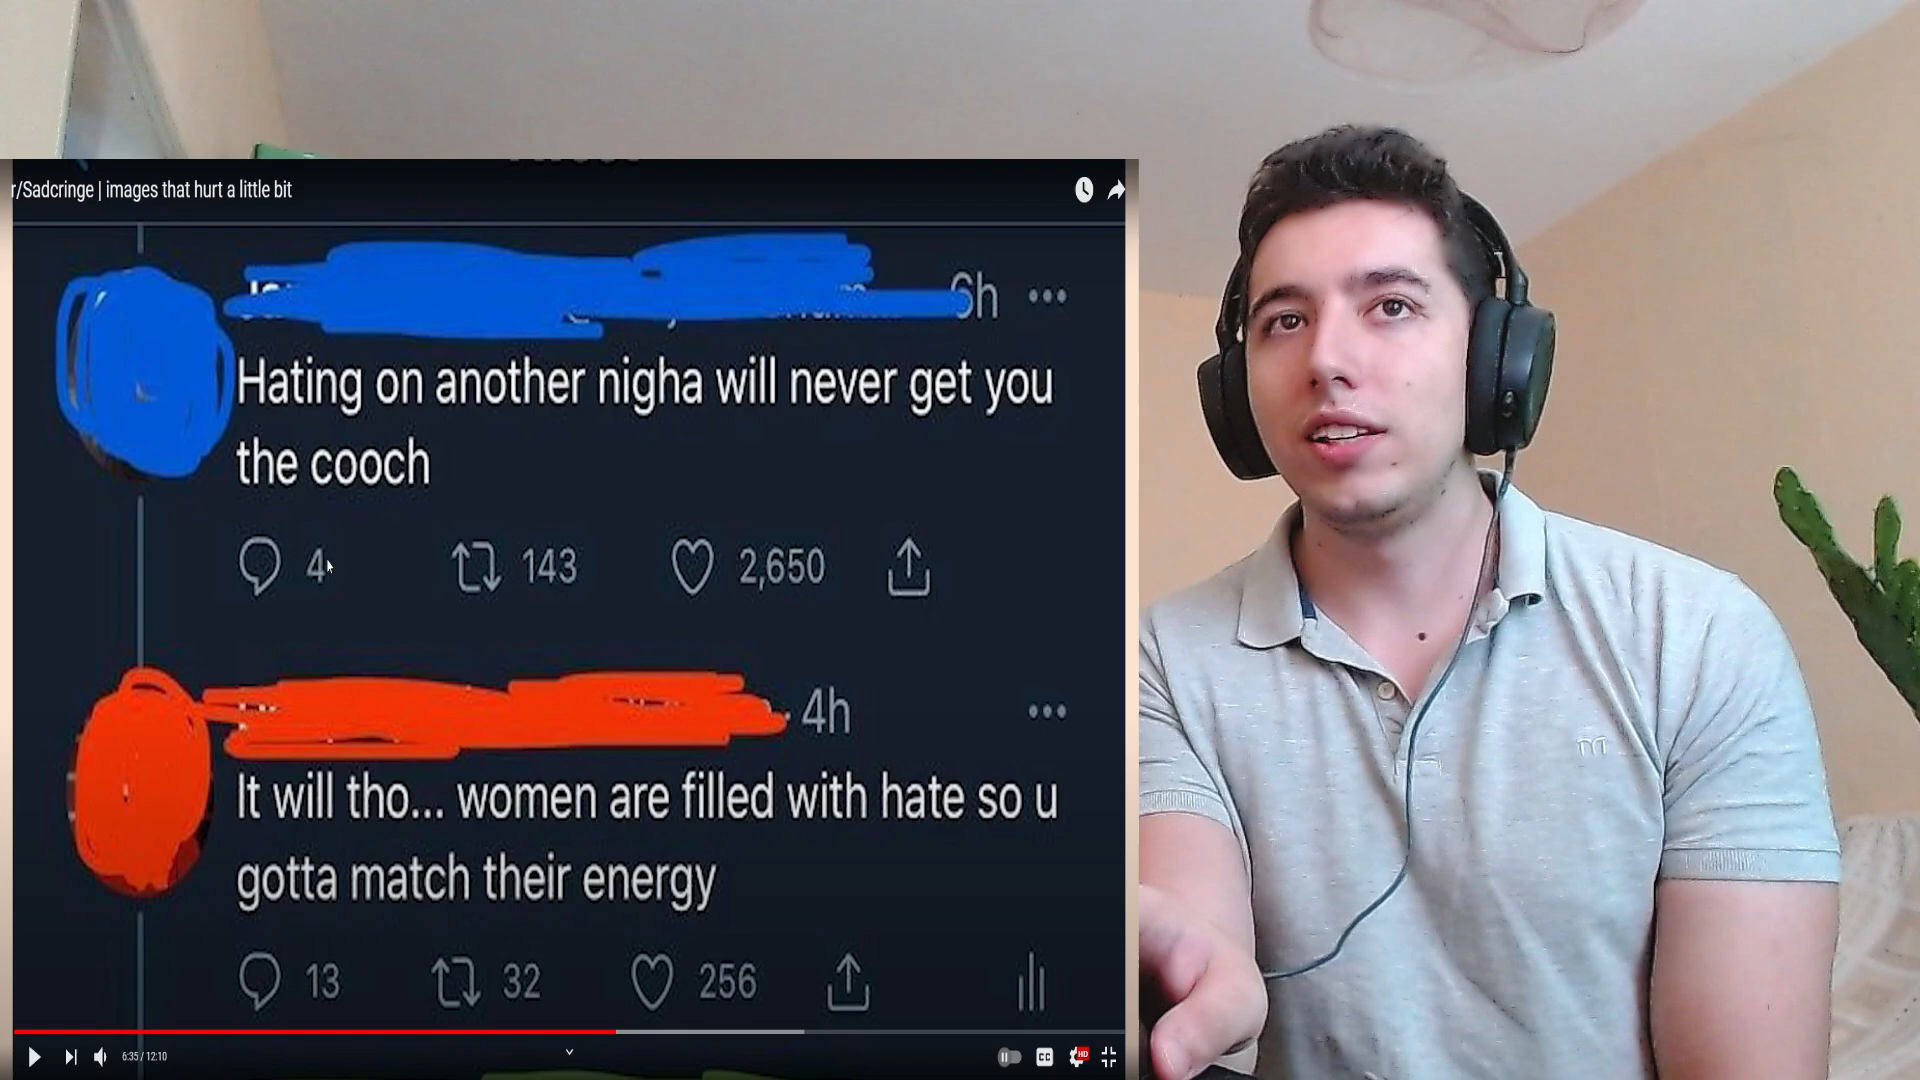 r/Sadcringe | images that hurt a little bit
6h
Hating on another nigha will never get you
the cooch
4 143 2,650
4h
It will tho... women are filled with hate so u
gotta match their energy
13 32 256
6:35 / 12:10
CC HD